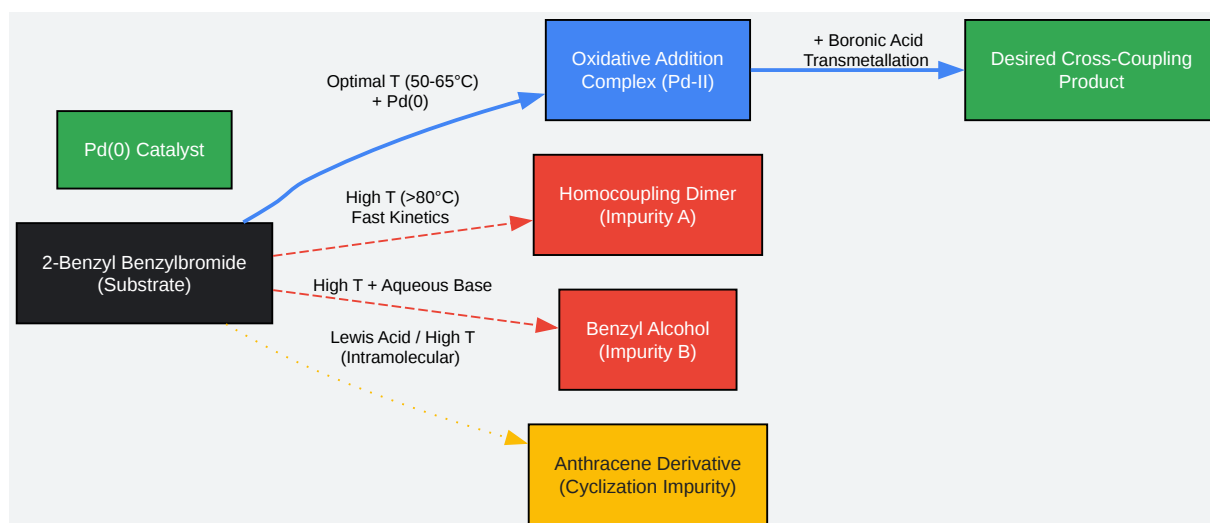 Optimal T (50-65°C)
+ Pd(0)
Oxidative Addition
Complex (Pd-II)
+ Boronic Acid
Transmetallation
Desired Cross-Coupling
Product
Pd(0) Catalyst
High T (>80°C)
Fast Kinetics
Homocoupling Dimer
(Impurity A)
2-Benzyl Benzylbromide
(Substrate)
High T + Aqueous Base
Benzyl Alcohol
(Impurity B)
Lewis Acid / High T
(Intramolecular)
Anthracene Derivative
(Cyclization Impurity)